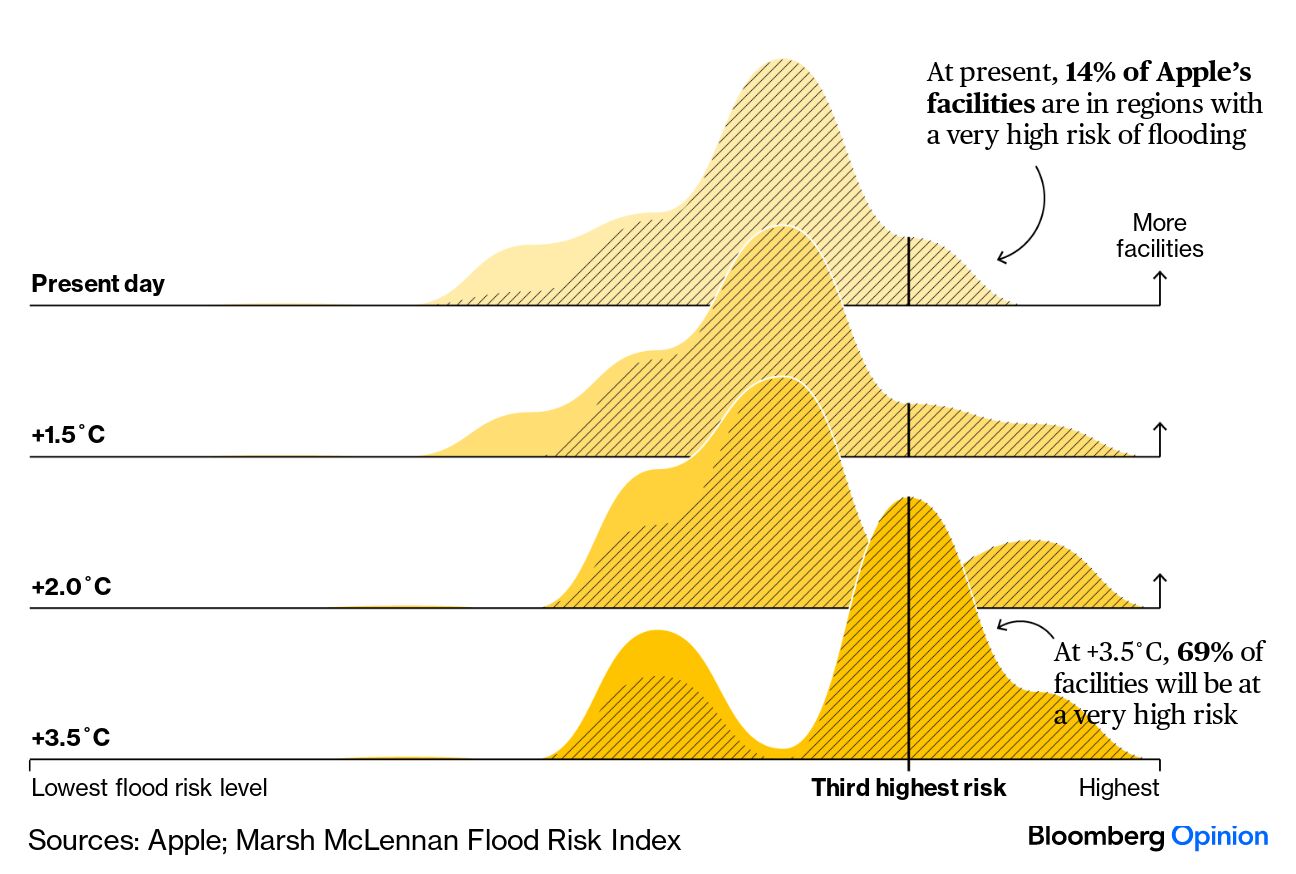 At present, 14% of Apple’s
facilities are in regions with
a very high risk of flooding
More
facilities
Present day
+1.5°C
+2.0°C
At +3.5°C, 69% of
facilities will be at
a very high risk
+3.5°C
Lowest flood risk level
Third highest risk
Highest
Sources: Apple; Marsh McLennan Flood Risk Index
Bloomberg Opinion